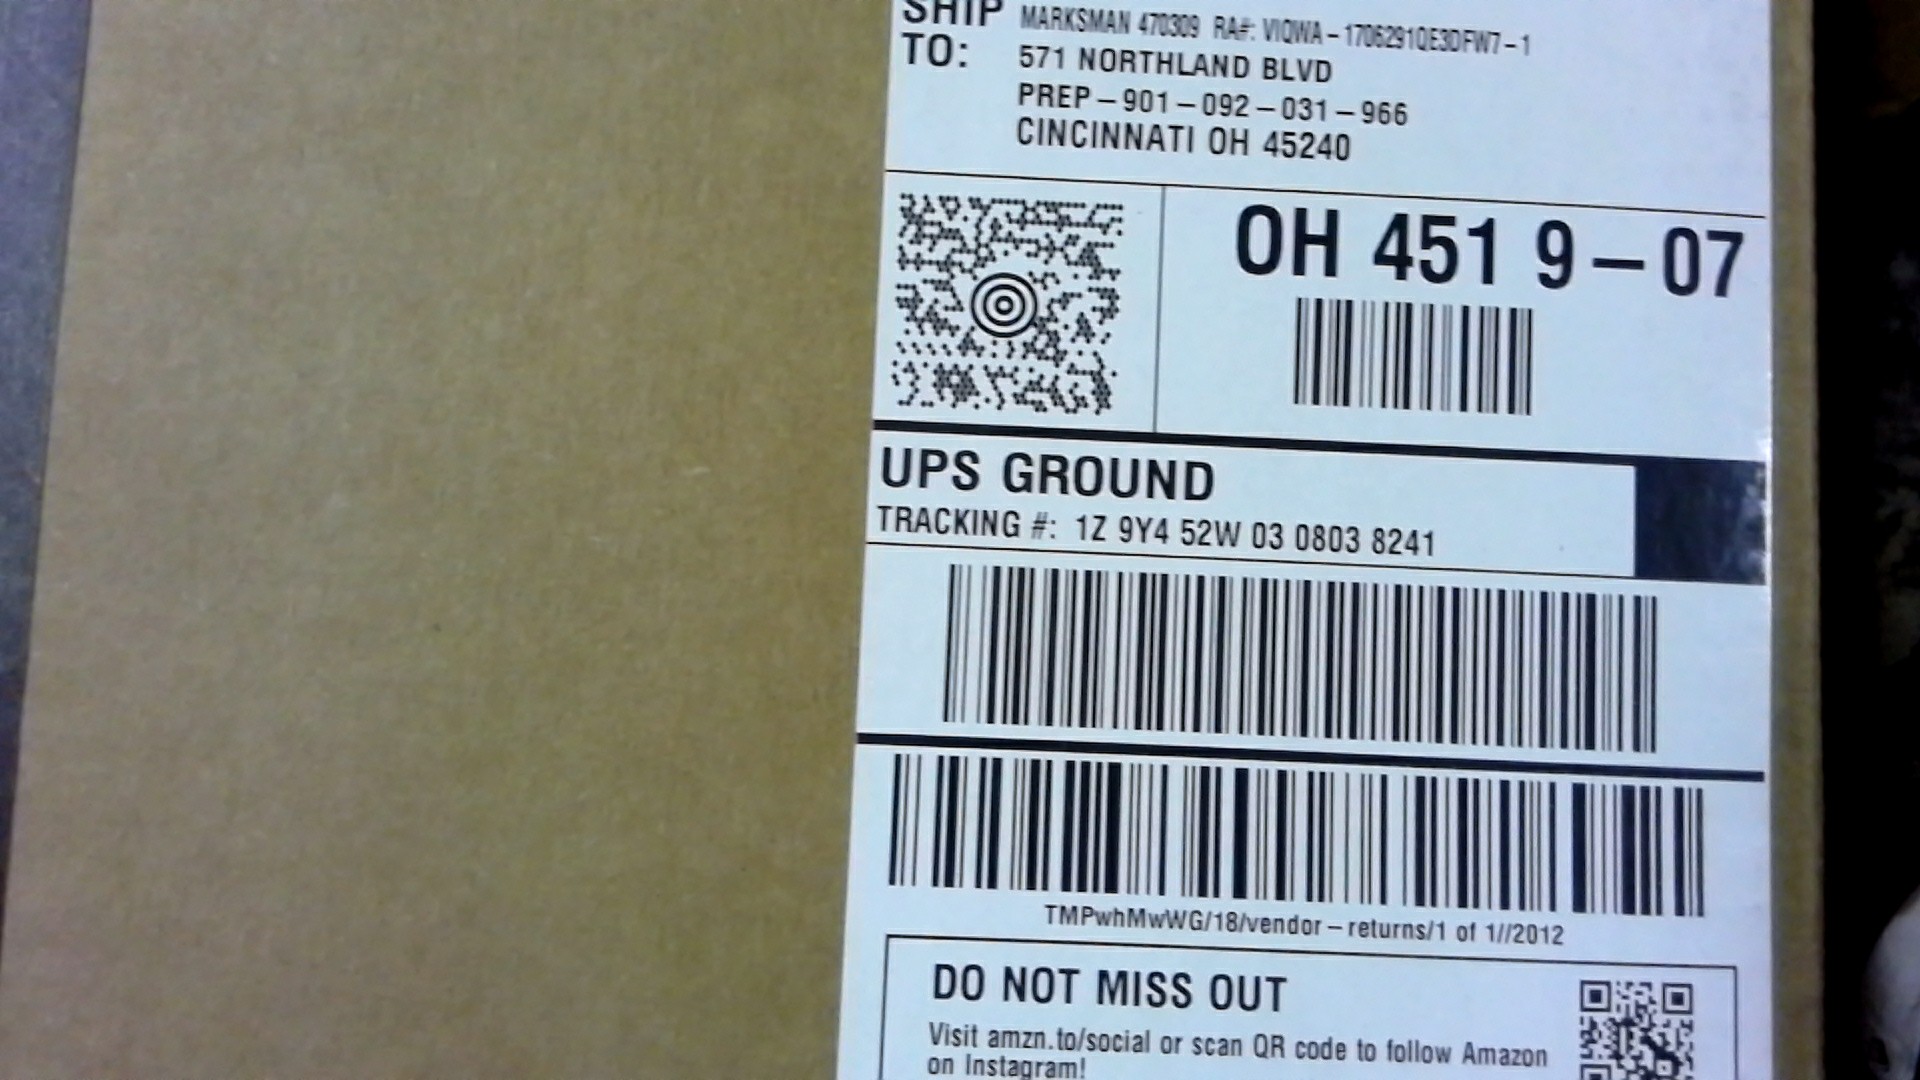 SHIP TO: MARKSMAN 470309 RA#: VIQWA-1706291QE3DFW7-1
571 NORTHLAND BLVD
PREP-901-092-031-966
CINCINNATI OH 45240
OH 451 9-07
UPS GROUND
TRACKING #: 1Z 9Y4 52W 03 0803 8241
TMPwhMwWG/18/vendor-returns/1 of 1//2012
DO NOT MISS OUT
Visit amzn.to/social or scan QR code to follow Amazon
on Instagram!